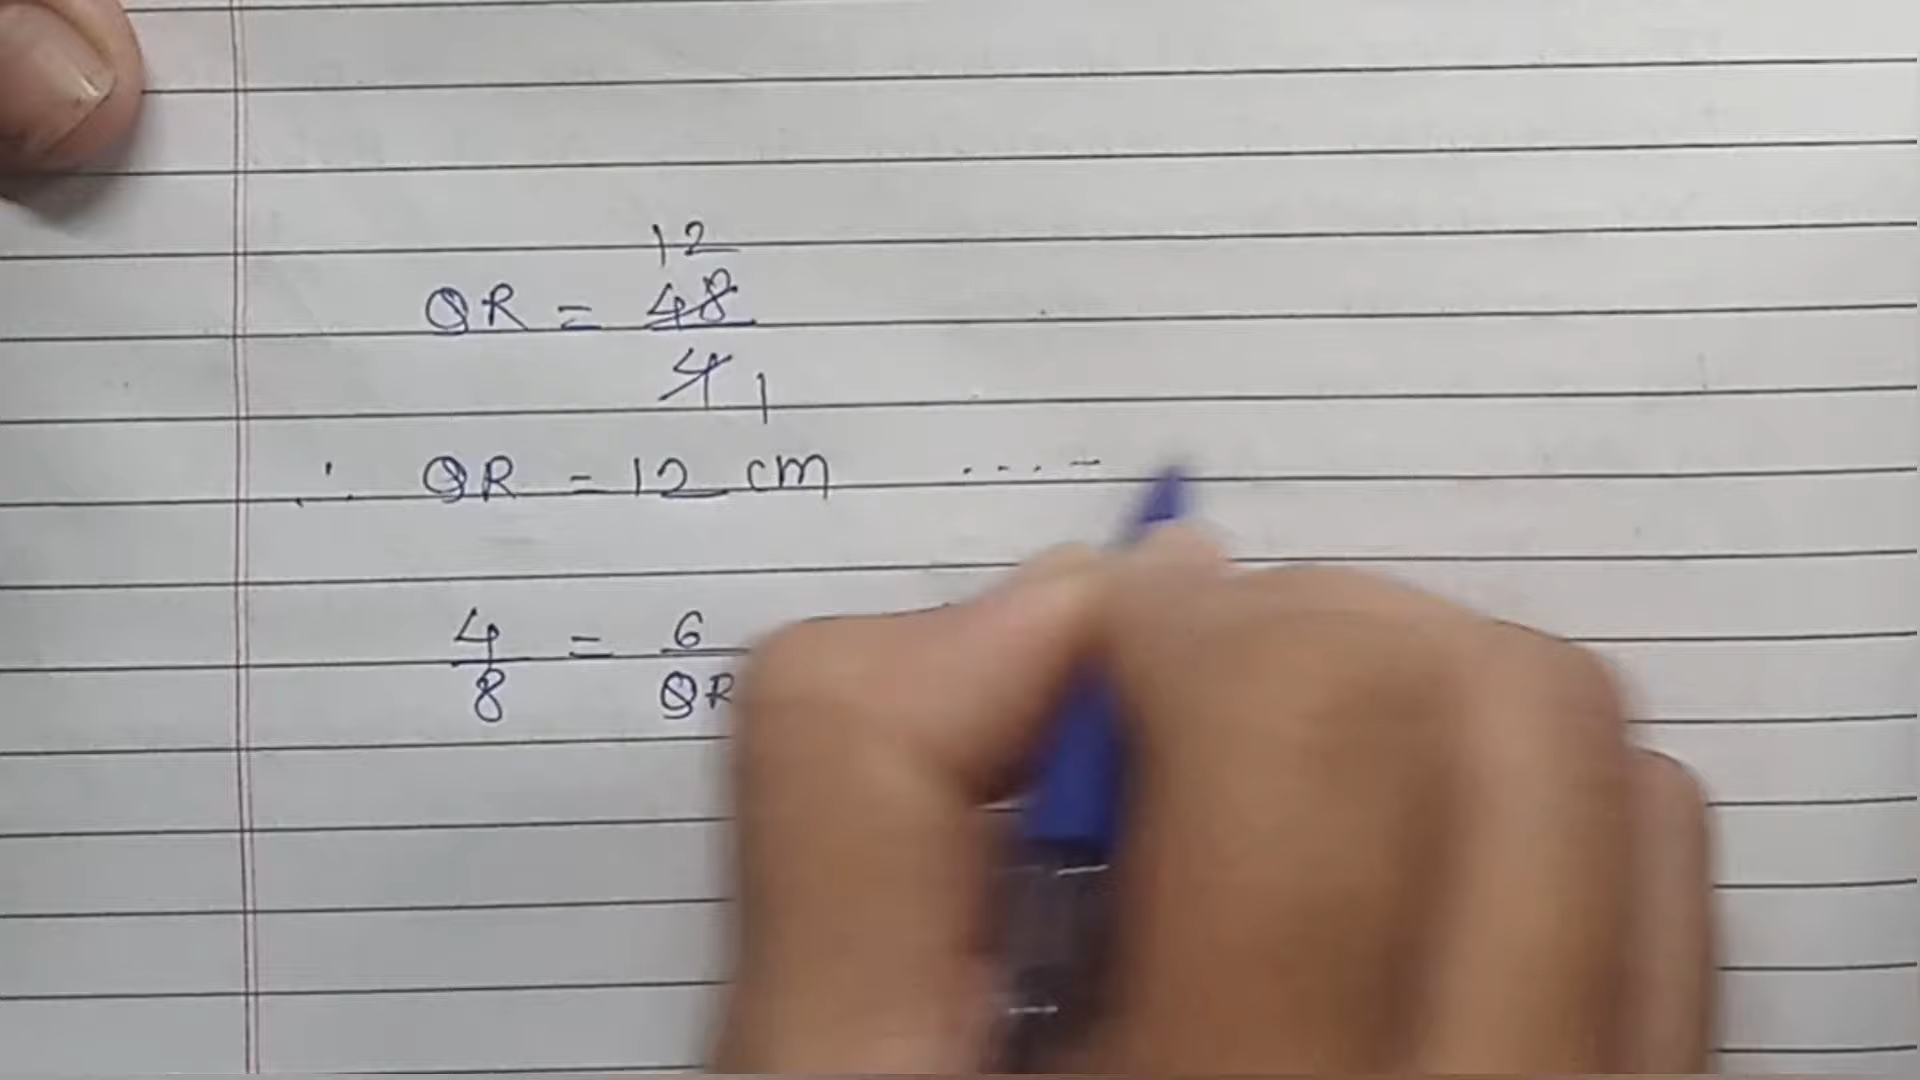 12
QR = 48
4 1
∴ QR = 12 cm ....-
4 = 6
8 QR